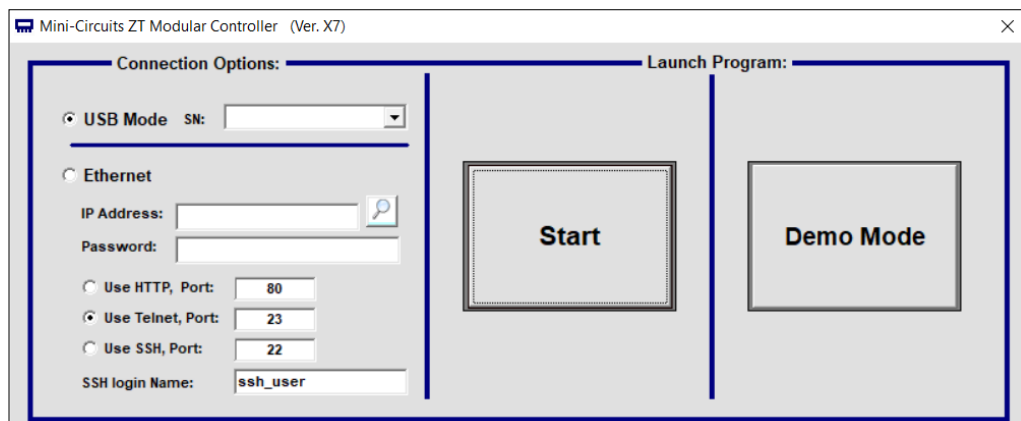 Mini-Circuits ZT Modular Controller (Ver. X7)
Connection Options:
USB Mode SN:
Ethernet
IP Address:
Password:
Use HTTP, Port: 80
Use Telnet, Port: 23
Use SSH, Port: 22
SSH login Name: ssh_user
Launch Program:
Start
Demo Mode